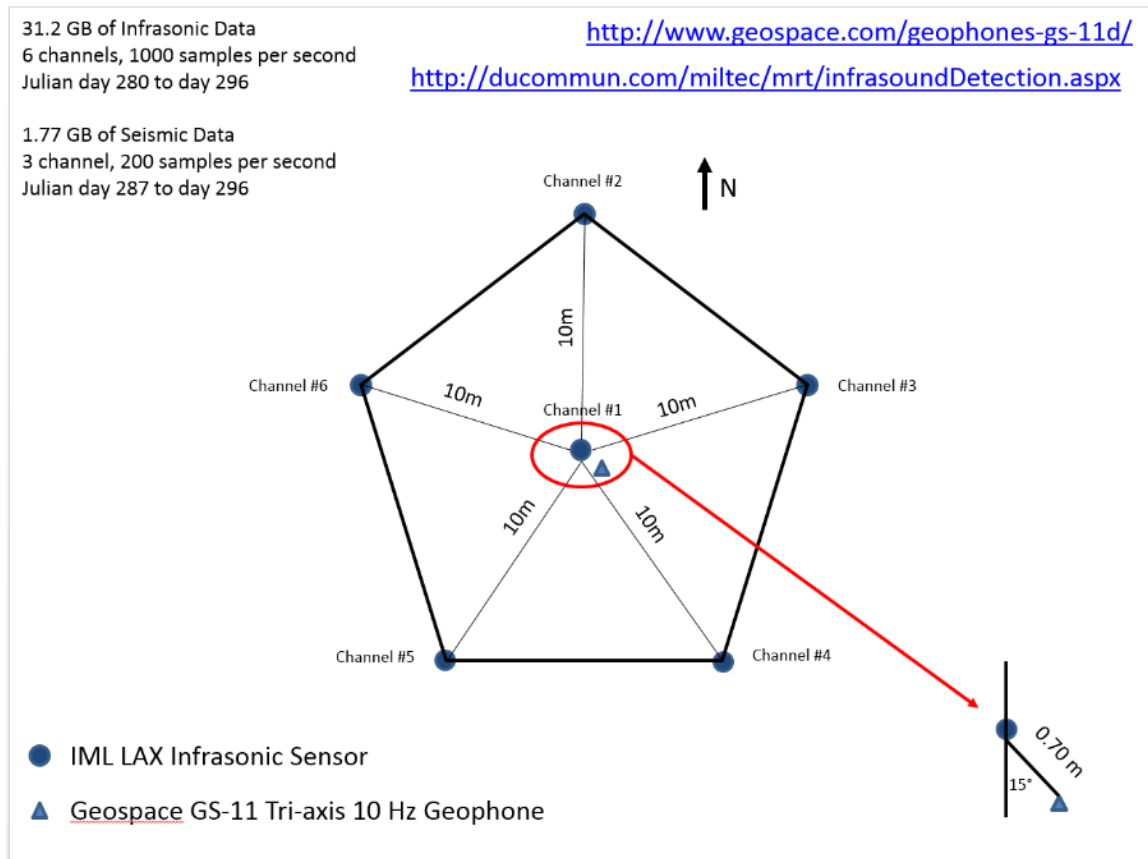 31.2 GB of Infrasonic Data
6 channels, 1000 samples per second
Julian day 280 to day 296
http://www.geospace.com/geophones-gs-11d/
http://ducommun.com/miltec/mrt/infrasoundDetection.aspx
1.77 GB of Seismic Data
3 channel, 200 samples per second
Julian day 287 to day 296
Channel #2
N
10m
Channel #6
Channel #3
10m
10m
Channel #1
10m
10m
Channel #5
Channel #4
0.70 m
15°
IML LAX Infrasonic Sensor
Geospace GS-11 Tri-axis 10 Hz Geophone